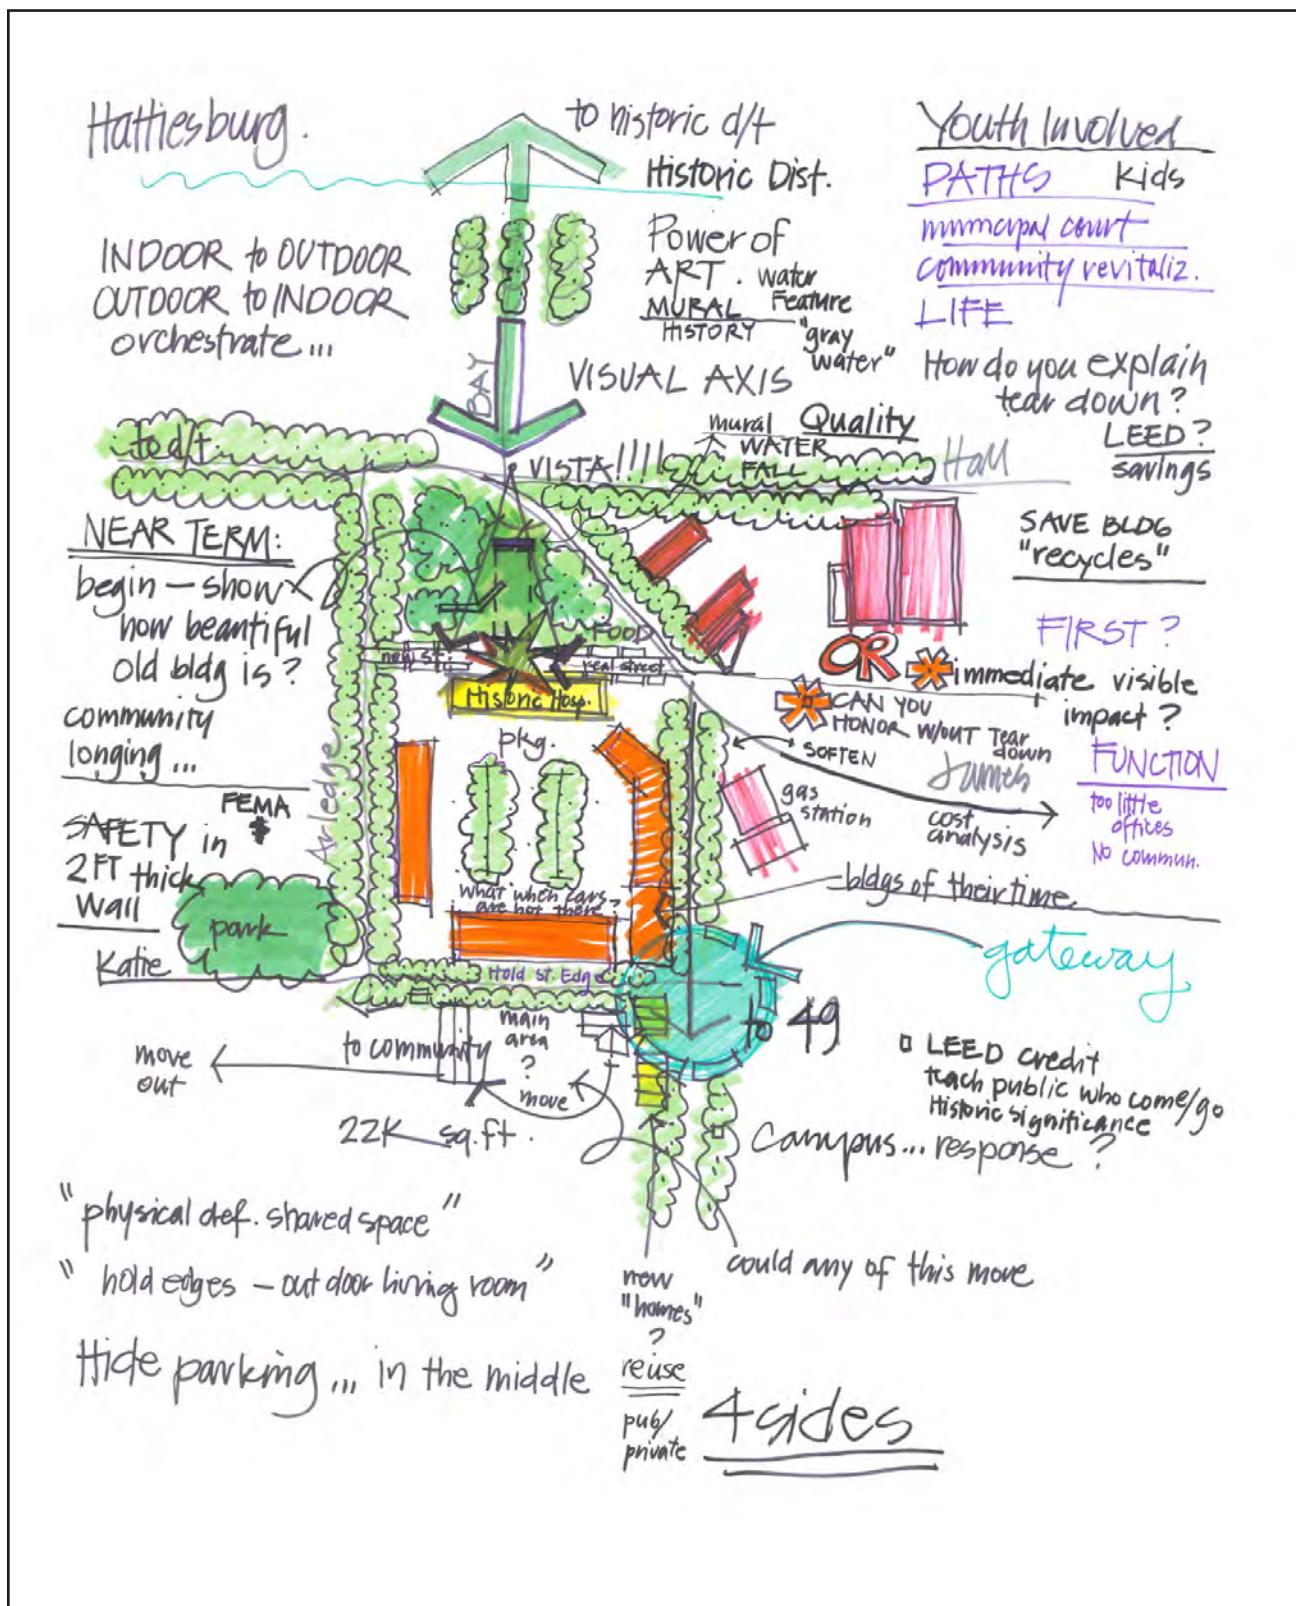 Hattiesburg.
to historic d/t
Historic Dist.
Youth Involved
PATHS Kids
municipal court
community revitaliz.
LIFE
INDOOR to OUTDOOR
OUTDOOR to INDOOR
orchestrate...
Power of
ART. water
MURAL Feature
HISTORY "gray
water"
BAY
VISUAL AXIS
How do you explain
tear down?
LEED?
savings
to d/t
VISTA!!!!
mural Quality
WATER
FALL
Hall
NEAR TERM:
begin — show
how beautiful
old bldg is?
community
longing...
SAVE BLDG
"recycles"
FIRST?
immediate visible
impact?
OR
CAN YOU
HONOR W/OUT Tear
down
FOOD
new st.
real street
Historic Hosp.
pkg.
SOFTEN
James
FUNCTION
too little
offices
No commun.
gas
station
cost
analysis
Arledge
FEMA
$
SAFETY in
2FT thick
Wall
Katie
park
what when cars
are not there?
bldgs of their time
Hold St. Edge
gateway
to 49
main
area
?
to community
move
out
move
22K sq.ft.
LEED credit
teach public who come/go
Historic significance
campus... response?
"physical def. shared space"
"hold edges — outdoor living room"
could any of this move
new
"homes"
?
reuse
pub/
private
Hide parking... in the middle
4 sides